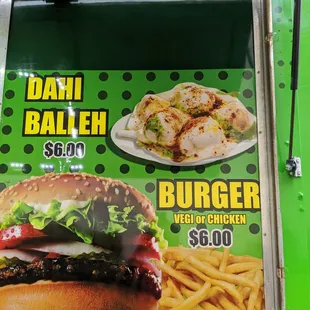 DAHI
BALLEH
$6.00
BURGER
VEGI or CHICKEN
$6.00